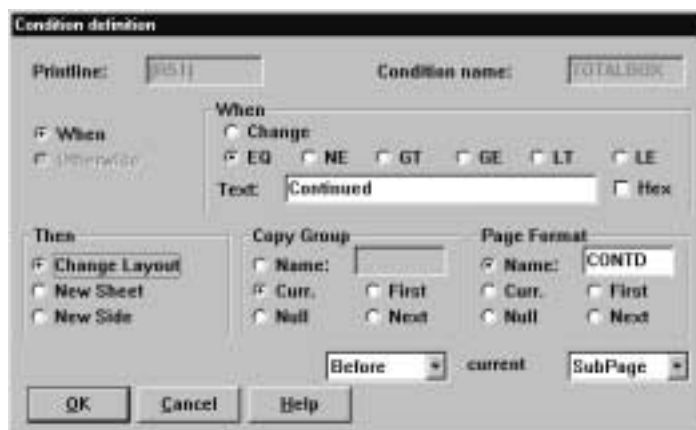 Condition definition
Printline: Condition name: TOTALBOX
When
When
Change
Otherwise
EQ NE GT GE LT LE
Text: Continued Hex
Then Copy Group Page Format
Change Layout Name: Name: CONTD
New Sheet Curr. First Curr. First
New Side Null Next Null Next
Before current SubPage
OK Cancel Help